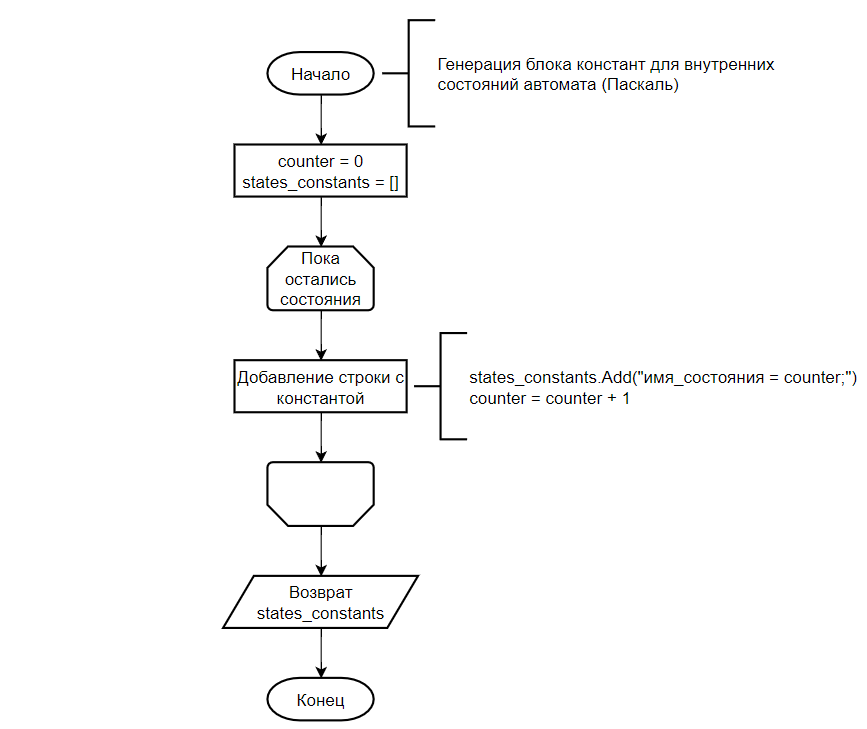 Начало
Генерация блока констант для внутренних
состояний автомата (Паскаль)
counter = 0
states_constants = []
Пока
остались
состояния
Добавление строки с
константой
states_constants.Add("имя_состояния = counter;")
counter = counter + 1
Возврат
states_constants
Конец